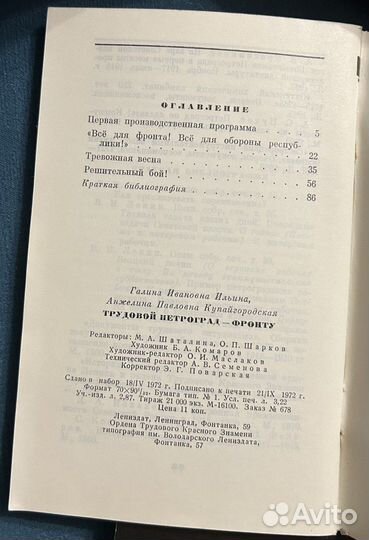 ОГЛАВЛЕНИЕ
Первая производственная программа . . 5
«Всё для фронта! Всё для обороны респуб-
лики!» . . . . . . . . . . 22
Тревожная весна . . . . . . . . 35
Решительный бой! . . . . . . . 56
Краткая библиография . . . . . . 86
Галина Ивановна Ильина,
Анжелина Павловна Купайгородская
ТРУДОВОЙ ПЕТРОГРАД — ФРОНТУ
Редакторы: М. А. Шаталина, О. П. Шарков
Художник Б. А. Комаров
Художник-редактор О. И. Маслаков
Технический редактор А. В. Семенова
Корректор Э. Г. Поварская
Сдано в набор 18/IV 1972 г. Подписано к печати 21/IX 1972 г.
Формат 70×90 1/32. Бумага тип. № 1. Усл. печ. л. 3,22
Уч.-изд. л. 2,87. Тираж 21 000 экз. М-16100. Заказ № 678
Цена 11 коп.
Лениздат, Ленинград, Фонтанка, 59
Ордена Трудового Красного Знамени
типография им. Володарского Лениздата,
Фонтанка, 57
Avito